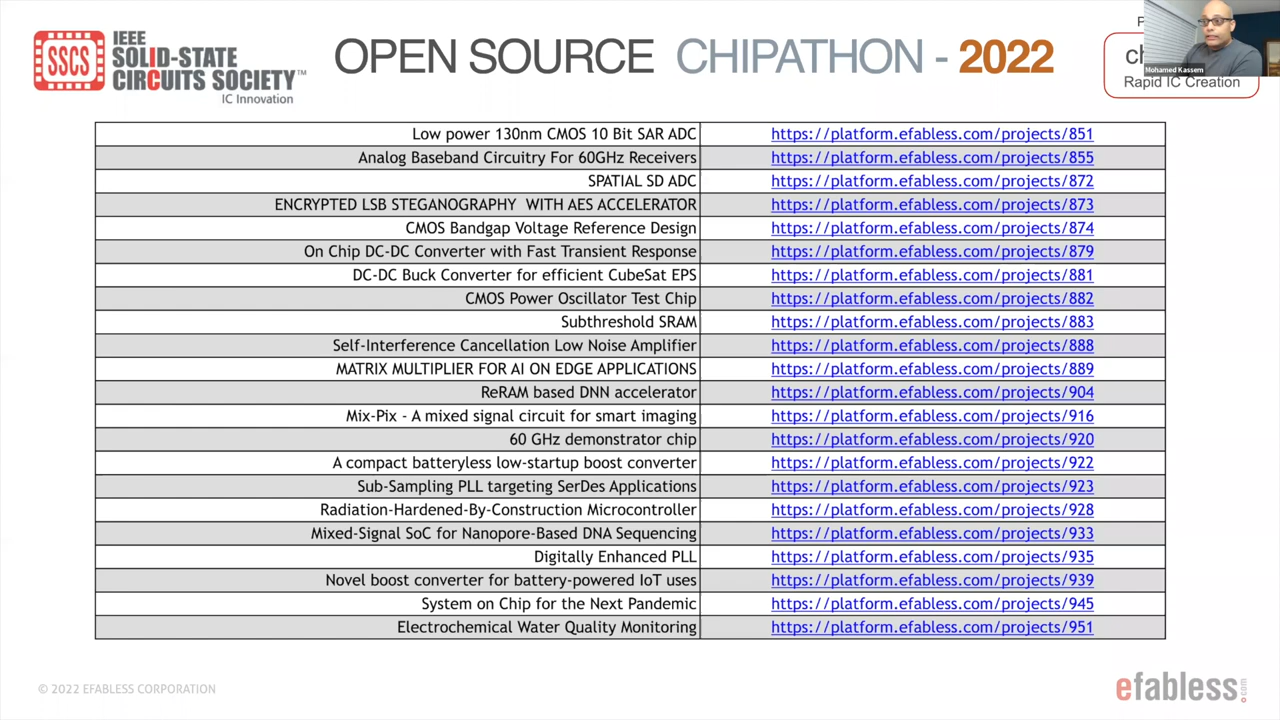 SSCS
IEEE
SOLID-STATE
CIRCUITS SOCIETY™
IC Innovation
OPEN SOURCE CHIPATHON - 2022
P
ch
Rapid IC Creation
Mohamed Kassem
Low power 130nm CMOS 10 Bit SAR ADC https://platform.efabless.com/projects/851
Analog Baseband Circuitry For 60GHz Receivers https://platform.efabless.com/projects/855
SPATIAL SD ADC https://platform.efabless.com/projects/872
ENCRYPTED LSB STEGANOGRAPHY WITH AES ACCELERATOR https://platform.efabless.com/projects/873
CMOS Bandgap Voltage Reference Design https://platform.efabless.com/projects/874
On Chip DC-DC Converter with Fast Transient Response https://platform.efabless.com/projects/879
DC-DC Buck Converter for efficient CubeSat EPS https://platform.efabless.com/projects/881
CMOS Power Oscillator Test Chip https://platform.efabless.com/projects/882
Subthreshold SRAM https://platform.efabless.com/projects/883
Self-Interference Cancellation Low Noise Amplifier https://platform.efabless.com/projects/888
MATRIX MULTIPLIER FOR AI ON EDGE APPLICATIONS https://platform.efabless.com/projects/889
ReRAM based DNN accelerator https://platform.efabless.com/projects/904
Mix-Pix - A mixed signal circuit for smart imaging https://platform.efabless.com/projects/916
60 GHz demonstrator chip https://platform.efabless.com/projects/920
A compact batteryless low-startup boost converter https://platform.efabless.com/projects/922
Sub-Sampling PLL targeting SerDes Applications https://platform.efabless.com/projects/923
Radiation-Hardened-By-Construction Microcontroller https://platform.efabless.com/projects/928
Mixed-Signal SoC for Nanopore-Based DNA Sequencing https://platform.efabless.com/projects/933
Digitally Enhanced PLL https://platform.efabless.com/projects/935
Novel boost converter for battery-powered IoT uses https://platform.efabless.com/projects/939
System on Chip for the Next Pandemic https://platform.efabless.com/projects/945
Electrochemical Water Quality Monitoring https://platform.efabless.com/projects/951
© 2022 EFABLESS CORPORATION
efabless.com